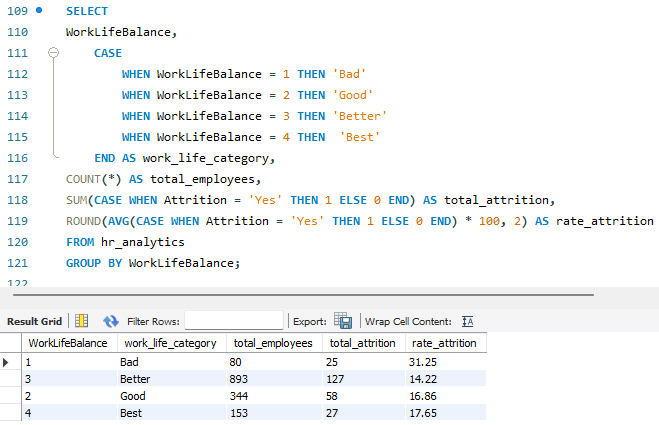 109 SELECT
110 WorkLifeBalance,
111 CASE
112 WHEN WorkLifeBalance = 1 THEN 'Bad'
113 WHEN WorkLifeBalance = 2 THEN 'Good'
114 WHEN WorkLifeBalance = 3 THEN 'Better'
115 WHEN WorkLifeBalance = 4 THEN  'Best'
116 END AS work_life_category,
117 COUNT(*) AS total_employees,
118 SUM(CASE WHEN Attrition = 'Yes' THEN 1 ELSE 0 END) AS total_attrition,
119 ROUND(AVG(CASE WHEN Attrition = 'Yes' THEN 1 ELSE 0 END) * 100, 2) AS rate_attrition
120 FROM hr_analytics
121 GROUP BY WorkLifeBalance;
122
Result Grid Filter Rows: Export: Wrap Cell Content: IA
WorkLifeBalance work_life_category total_employees total_attrition rate_attrition
1 Bad 80 25 31.25
3 Better 893 127 14.22
2 Good 344 58 16.86
4 Best 153 27 17.65